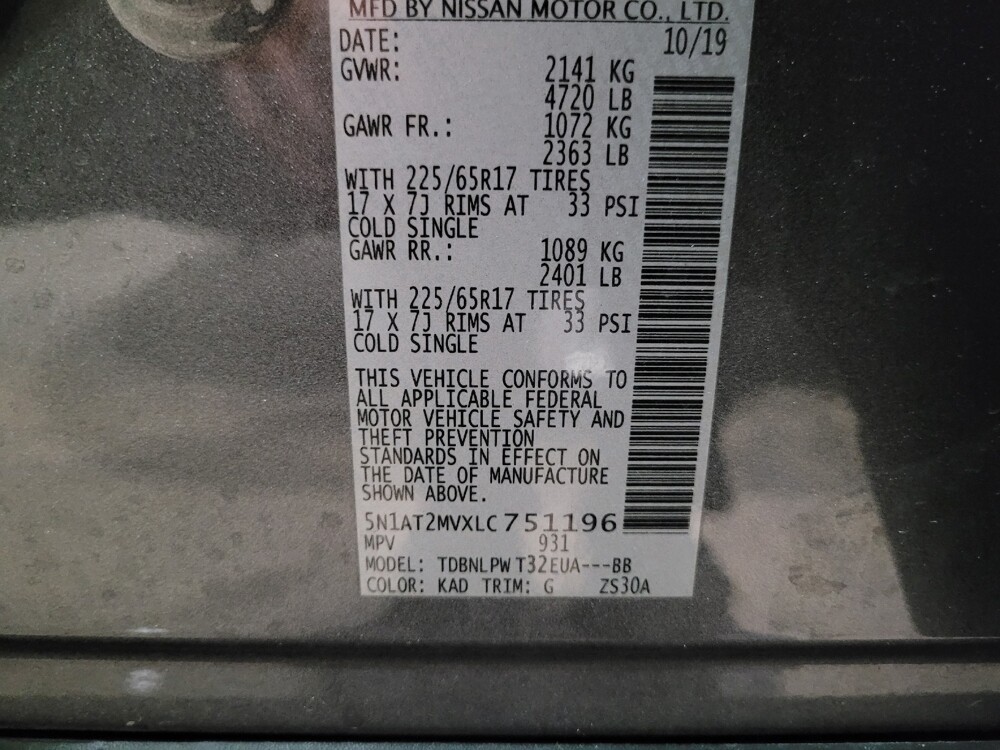 MFD BY NISSAN MOTOR CO., LTD.
DATE: 10/19
GVWR: 2141 KG
4720 LB
GAWR FR.: 1072 KG
2363 LB
WITH 225/65R17 TIRES
17 X 7J RIMS AT 33 PSI
COLD SINGLE
GAWR RR.: 1089 KG
2401 LB
WITH 225/65R17 TIRES
17 X 7J RIMS AT 33 PSI
COLD SINGLE
THIS VEHICLE CONFORMS TO
ALL APPLICABLE FEDERAL
MOTOR VEHICLE SAFETY AND
THEFT PREVENTION
STANDARDS IN EFFECT ON
THE DATE OF MANUFACTURE
SHOWN ABOVE.
5N1AT2MVXLC751196
MPV 931
MODEL: TDBNLPW T32EUA---BB
COLOR: KAD TRIM: G ZS30A